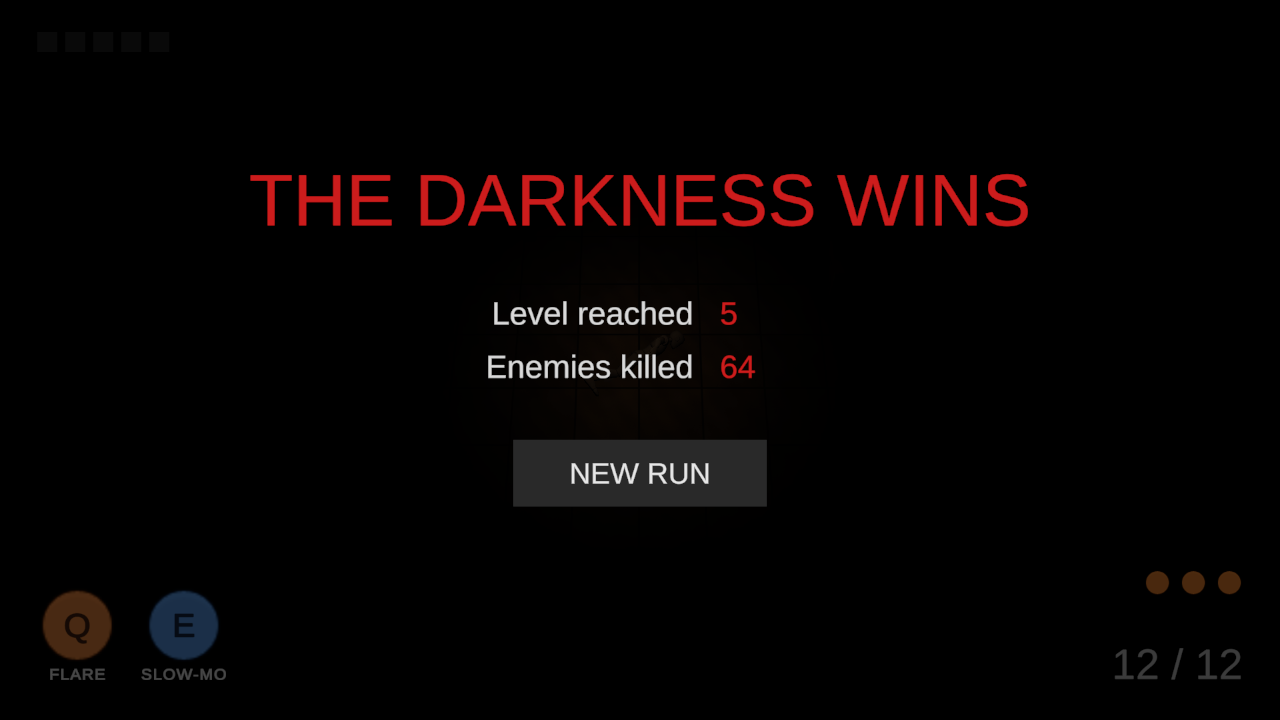 THE DARKNESS WINS
Level reached 5
Enemies killed 64
NEW RUN
Q E
FLARE SLOW-MO
12 / 12